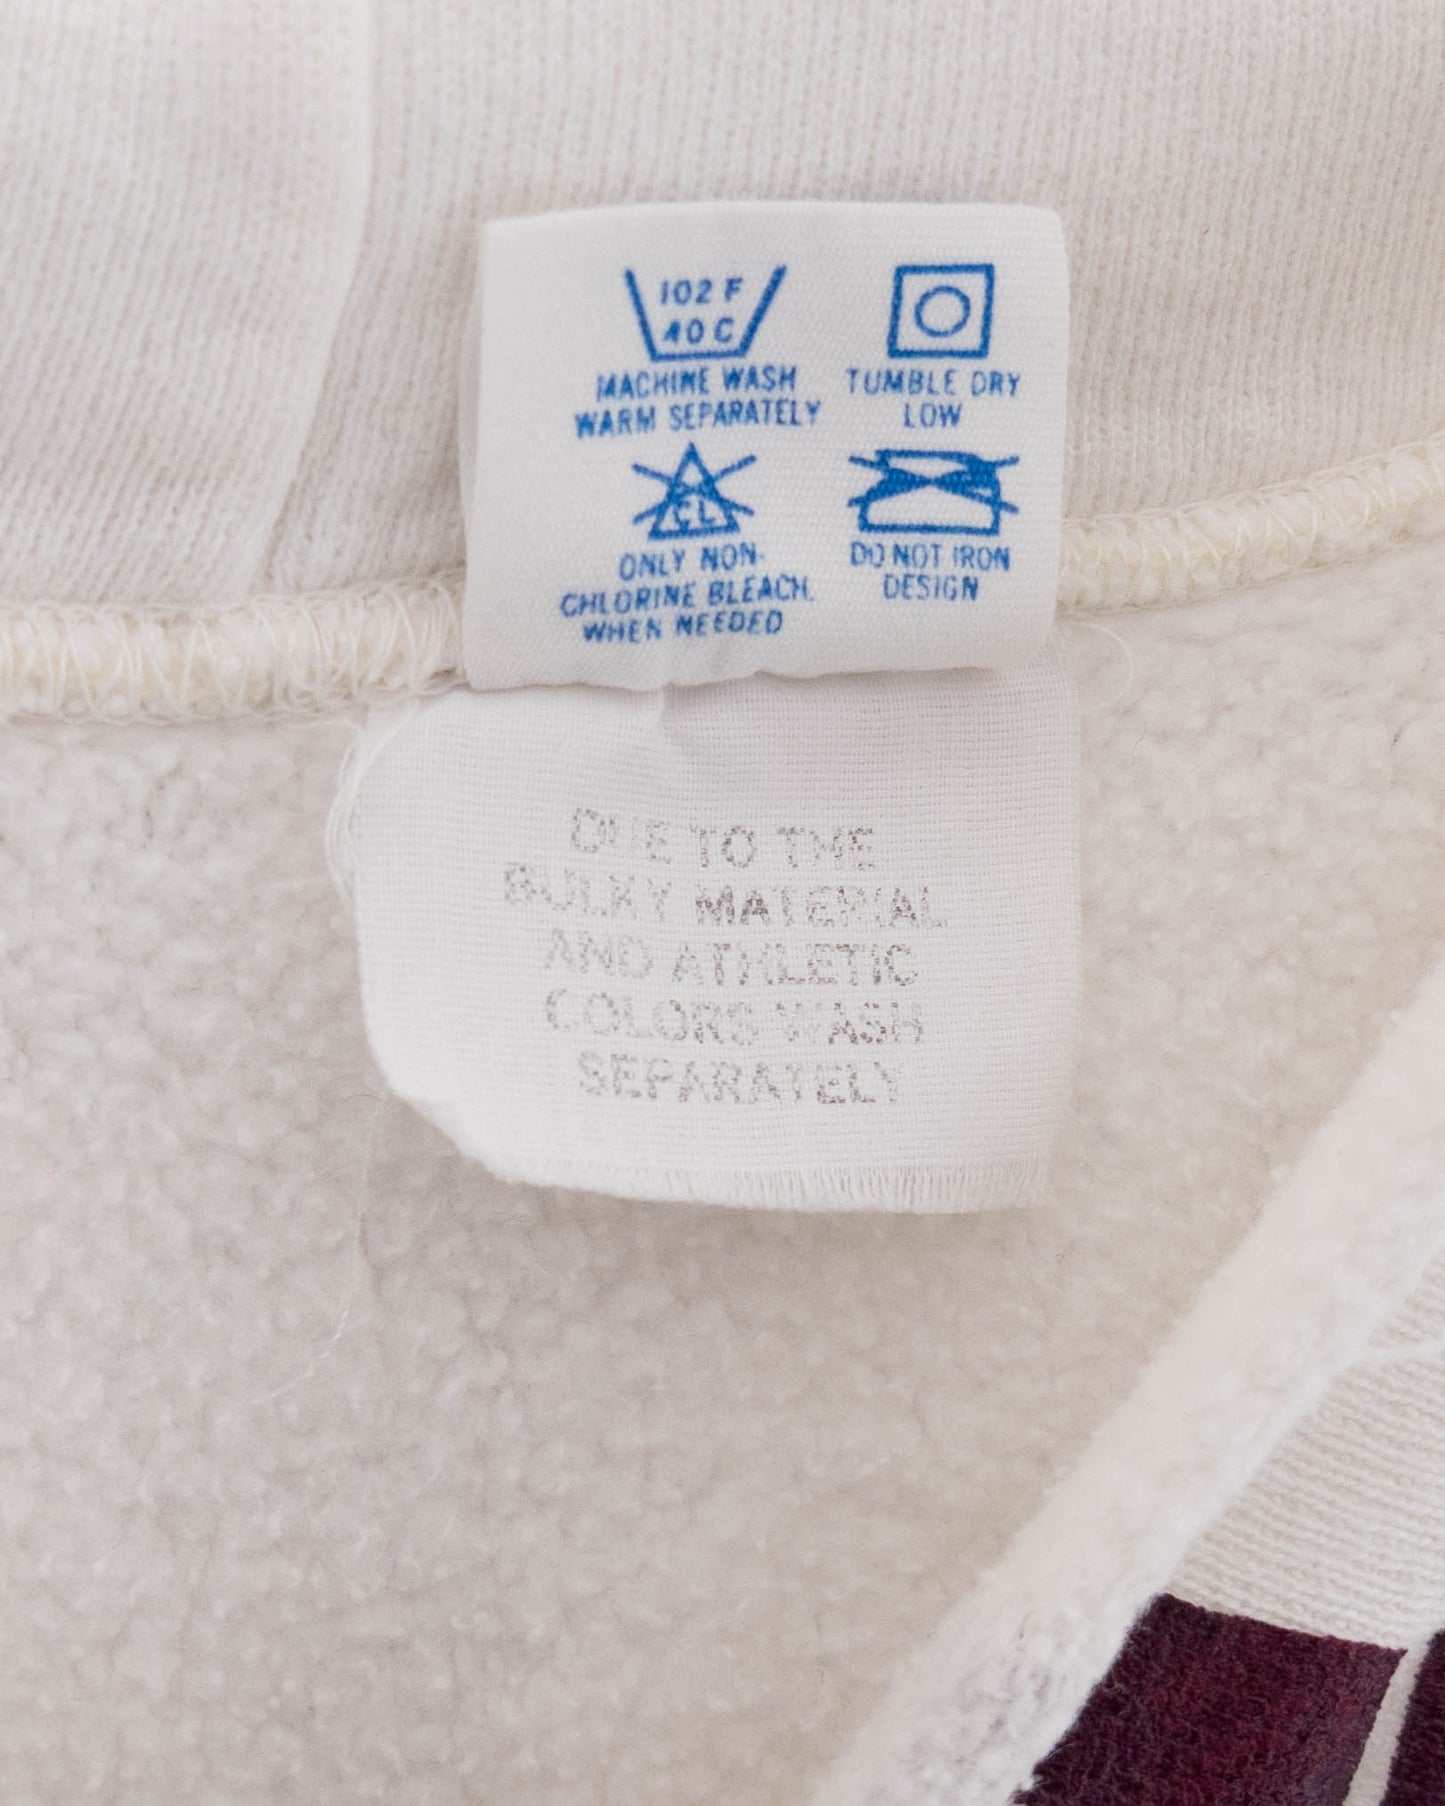 102 F
40 C
MACHINE WASH
WARM SEPARATELY
TUMBLE DRY
LOW
CL
ONLY NON-
CHLORINE BLEACH.
WHEN NEEDED
DO NOT IRON
DESIGN
DUE TO THE
BULKY MATERIAL
AND ATHLETIC
COLORS WASH
SEPARATELY